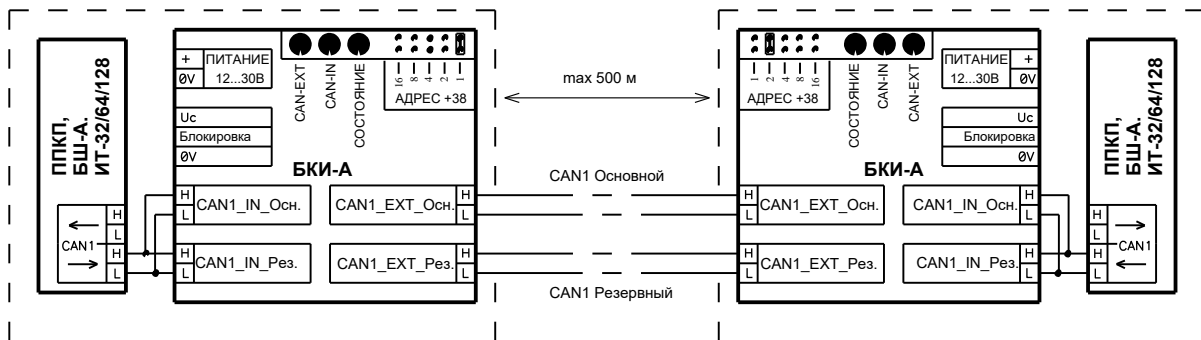 ППКП,
БШ-А.
ИТ-32/64/128
H
L
CAN1
H
L
+
ПИТАНИЕ
0V
12...30В
Uc
Блокировка
0V
CAN-EXT
CAN-IN
СОСТОЯНИЕ
16
8
4
2
1
АДРЕС +38
БКИ-А
H
CAN1_IN_Осн.
L
CAN1_EXT_Осн.
H
L
H
CAN1_IN_Рез.
L
CAN1_EXT_Рез.
H
L
max 500 м
CAN1 Основной
CAN1 Резервный
1
2
4
8
16
АДРЕС +38
СОСТОЯНИЕ
CAN-IN
CAN-EXT
ПИТАНИЕ
+
12...30В
0V
Uc
Блокировка
0V
БКИ-А
H
L
CAN1_EXT_Осн.
CAN1_IN_Осн.
H
L
H
L
CAN1_EXT_Рез.
CAN1_IN_Рез.
H
L
ППКП,
БШ-А.
ИТ-32/64/128
H
L
CAN1
H
L